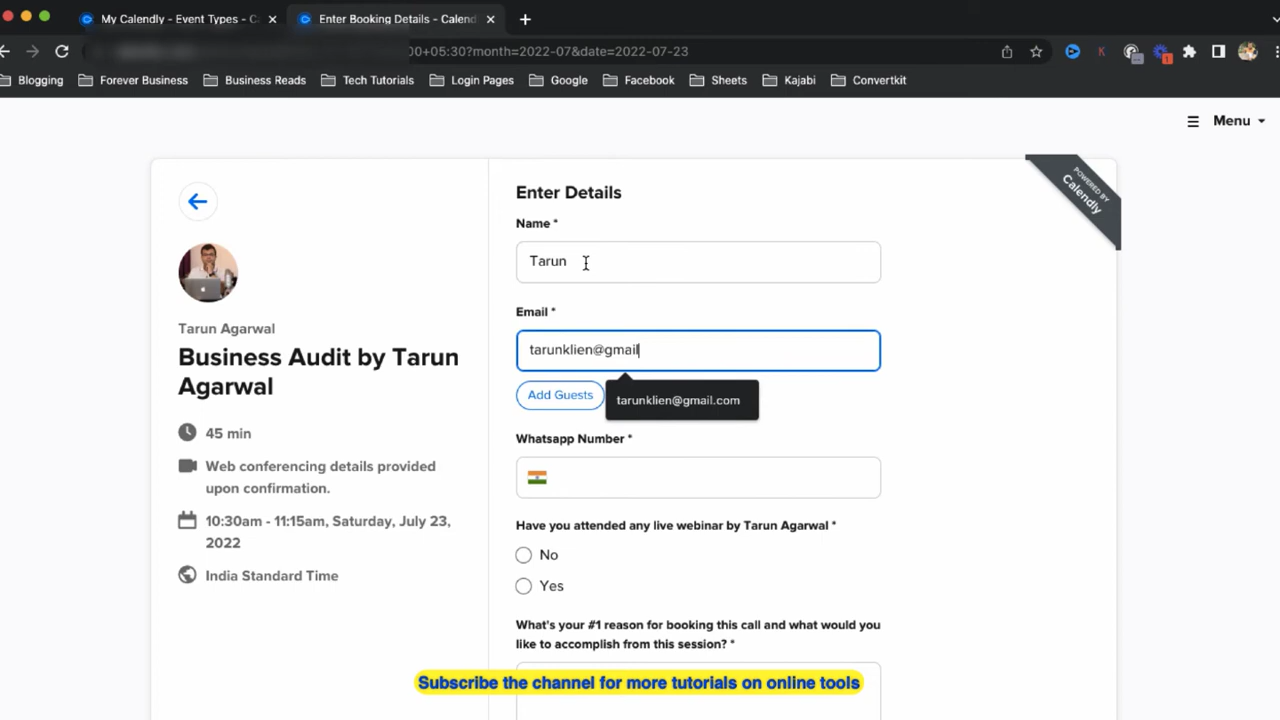 My Calendly - Event Types - C
Enter Booking Details - Calend
00+05:30?month=2022-07&date=2022-07-23
K
1
Blogging
Forever Business
Business Reads
Tech Tutorials
Login Pages
Google
Facebook
Sheets
Kajabi
Convertkit
Menu
POWERED BY
Calendly
Tarun Agarwal
Business Audit by Tarun
Agarwal
45 min
Web conferencing details provided
upon confirmation.
10:30am - 11:15am, Saturday, July 23,
2022
India Standard Time
Enter Details
Name *
Tarun
Email *
tarunklien@gmail
Add Guests
tarunklien@gmail.com
Whatsapp Number *
Have you attended any live webinar by Tarun Agarwal *
No
Yes
What's your #1 reason for booking this call and what would you
like to accomplish from this session? *
Subscribe the channel for more tutorials on online tools